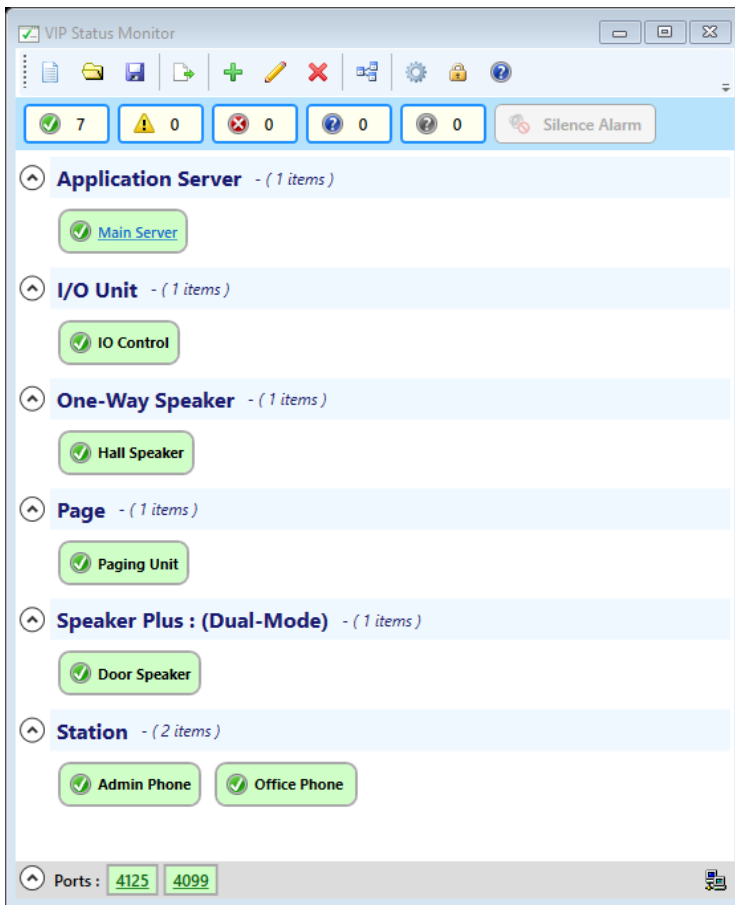 VIP Status Monitor
7 0 0 0 0 Silence Alarm
Application Server - ( 1 items )
Main Server
I/O Unit - ( 1 items )
IO Control
One-Way Speaker - ( 1 items )
Hall Speaker
Page - ( 1 items )
Paging Unit
Speaker Plus : (Dual-Mode) - ( 1 items )
Door Speaker
Station - ( 2 items )
Admin Phone Office Phone
Ports : 4125 4099